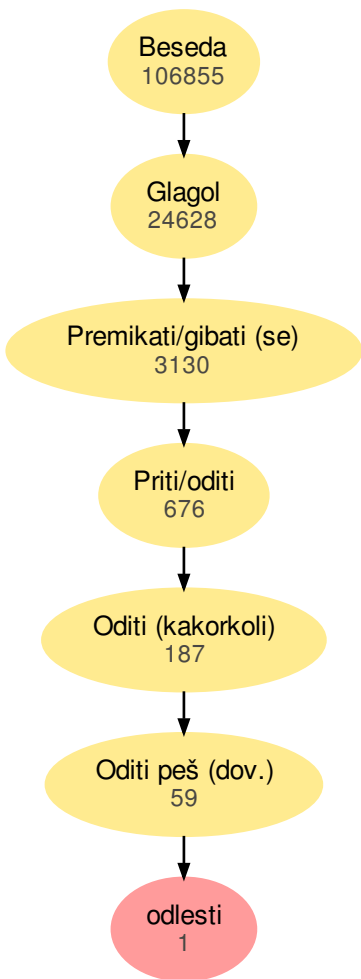 Beseda
106855
Glagol
24628
Premikati/gibati (se)
3130
Priti/oditi
676
Oditi (kakorkoli)
187
Oditi peš (dov.)
59
odlesti
1